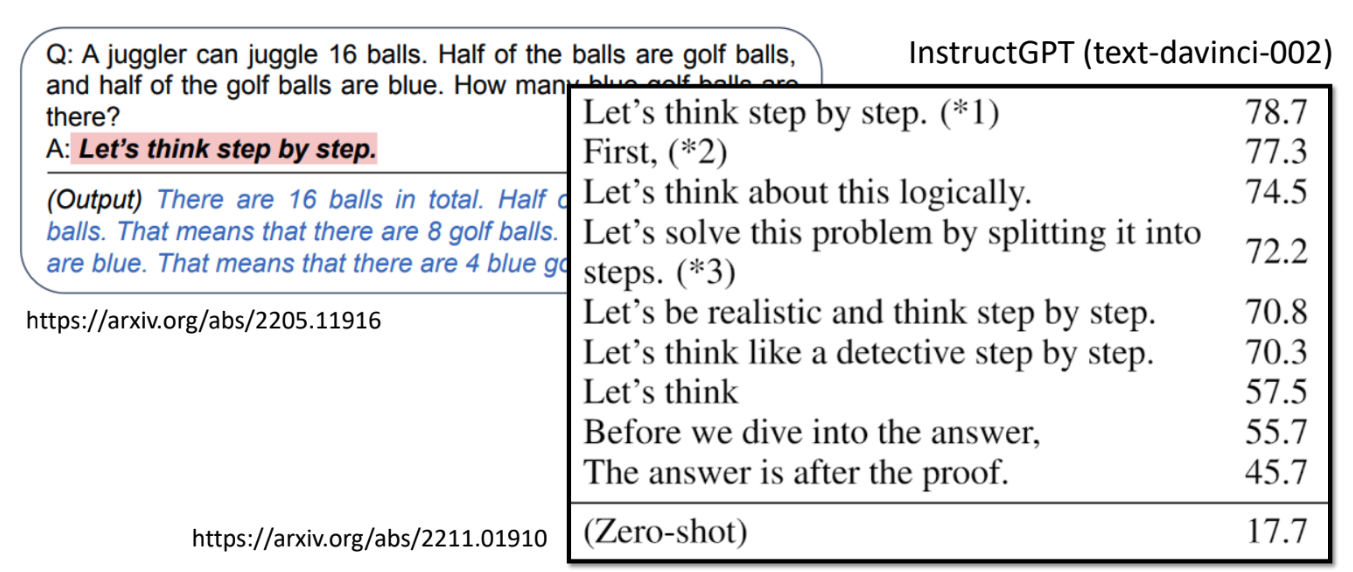 Q: A juggler can juggle 16 balls. Half of the balls are golf balls,
and half of the golf balls are blue. How many blue golf balls are
there?
A: Let's think step by step.
(Output) There are 16 balls in total. Half
balls. That means that there are 8 golf balls.
are blue. That means that there are 4 blue
https://arxiv.org/abs/2205.11916
InstructGPT (text-davinci-002)
Let's think step by step. (*1) 78.7
First, (*2) 77.3
Let's think about this logically. 74.5
Let's solve this problem by splitting it into
steps. (*3) 72.2
Let's be realistic and think step by step. 70.8
Let's think like a detective step by step. 70.3
Let's think 57.5
Before we dive into the answer, 55.7
The answer is after the proof. 45.7
(Zero-shot) 17.7
https://arxiv.org/abs/2211.01910